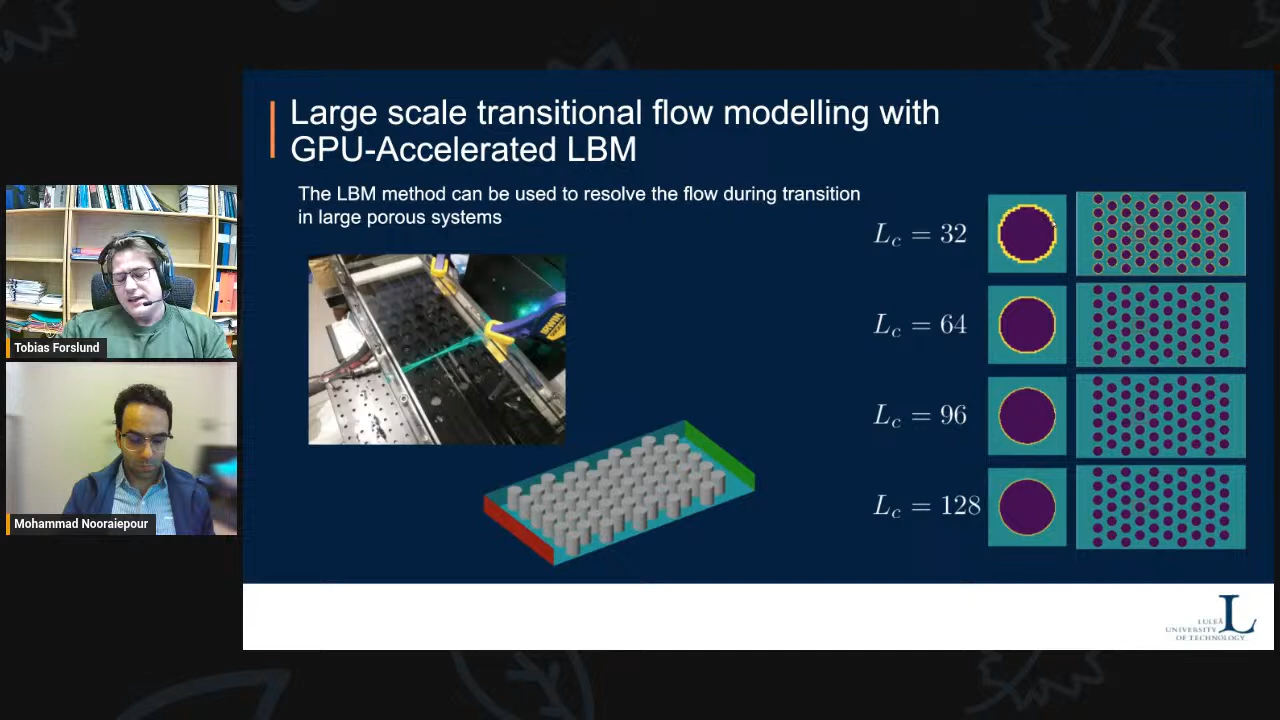 Large scale transitional flow modelling with
GPU-Accelerated LBM
The LBM method can be used to resolve the flow during transition
in large porous systems
L_c = 32
L_c = 64
L_c = 96
L_c = 128
Tobias Forslund
Mohammad Nooraiepour
IRWIN
LULEÅ
UNIVERSITY
OF TECHNOLOGY
L